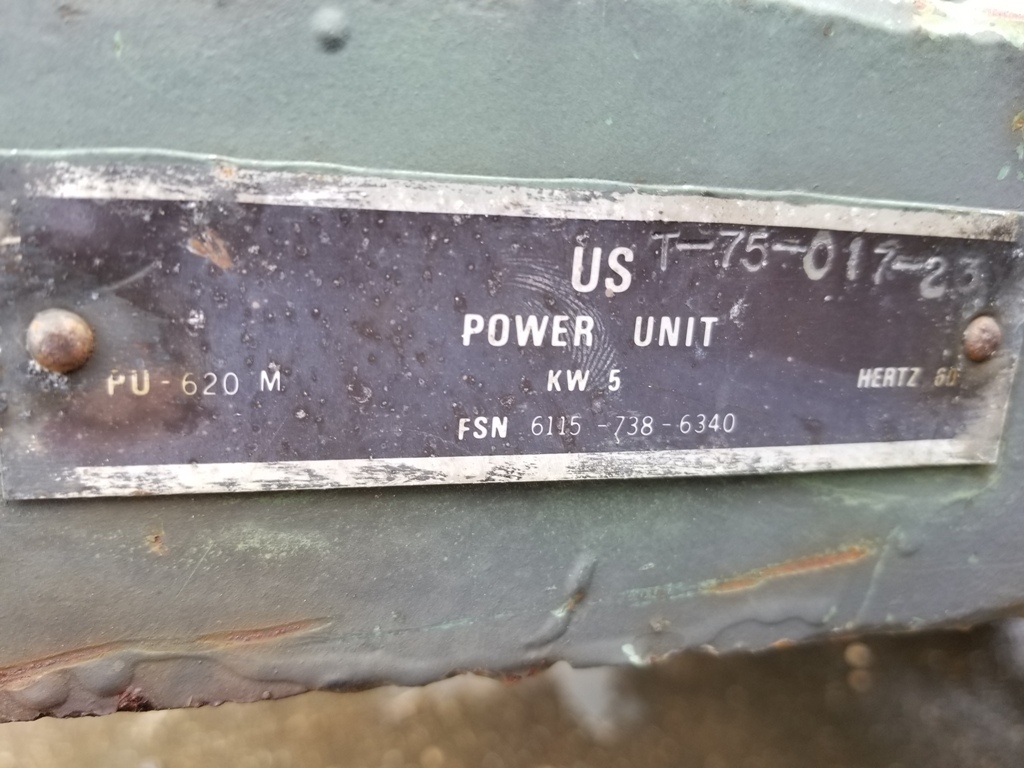 US T-75-017-23
POWER UNIT
PU - 620 M KW 5 HERTZ 60
FSN 6115 - 738 - 6340